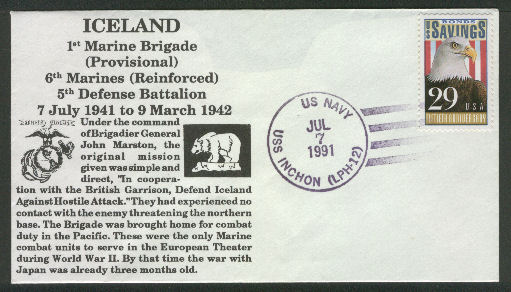 ICELAND
1st Marine Brigade
(Provisional)
6th Marines (Reinforced)
5th Defense Battalion
7 July 1941 to 9 March 1942
Under the command
of Brigadier General
John Marston, the
original mission
given was simple and
direct, "In coopera-
tion with the British Garrison, Defend Iceland
Against Hostile Attack." They had experienced no
contact with the enemy threatening the northern
base. The Brigade was brought home for combat
duty in the Pacific. These were the only Marine
combat units to serve in the European Theater
during World War II. By that time the war with
Japan was already three months old.
US NAVY
JUL
7
1991
USS INCHON (LPH-12)
US
BONDS
SAVINGS
29
USA